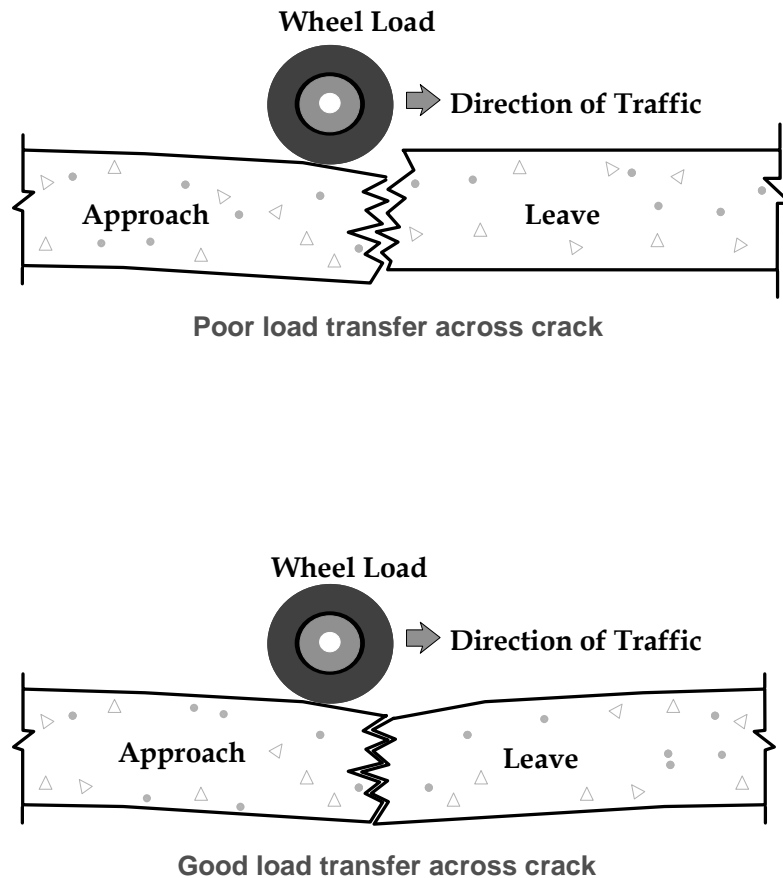 Wheel Load
Direction of Traffic
Approach
Leave
Poor load transfer across crack
Wheel Load
Direction of Traffic
Approach
Leave
Good load transfer across crack